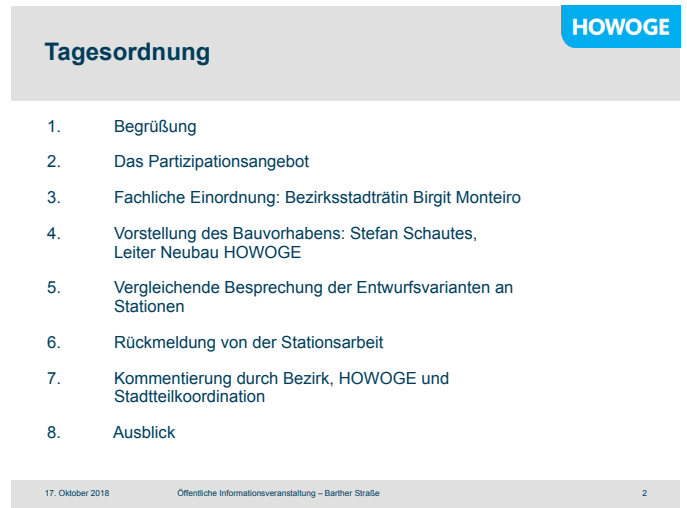 HOWOGE
Tagesordnung
1. Begrüßung
2. Das Partizipationsangebot
3. Fachliche Einordnung: Bezirksstadträtin Birgit Monteiro
4. Vorstellung des Bauvorhabens: Stefan Schautes,
Leiter Neubau HOWOGE
5. Vergleichende Besprechung der Entwurfsvarianten an
Stationen
6. Rückmeldung von der Stationsarbeit
7. Kommentierung durch Bezirk, HOWOGE und
Stadtteilkoordination
8. Ausblick
17. Oktober 2018 Öffentliche Informationsveranstaltung – Barther Straße 2